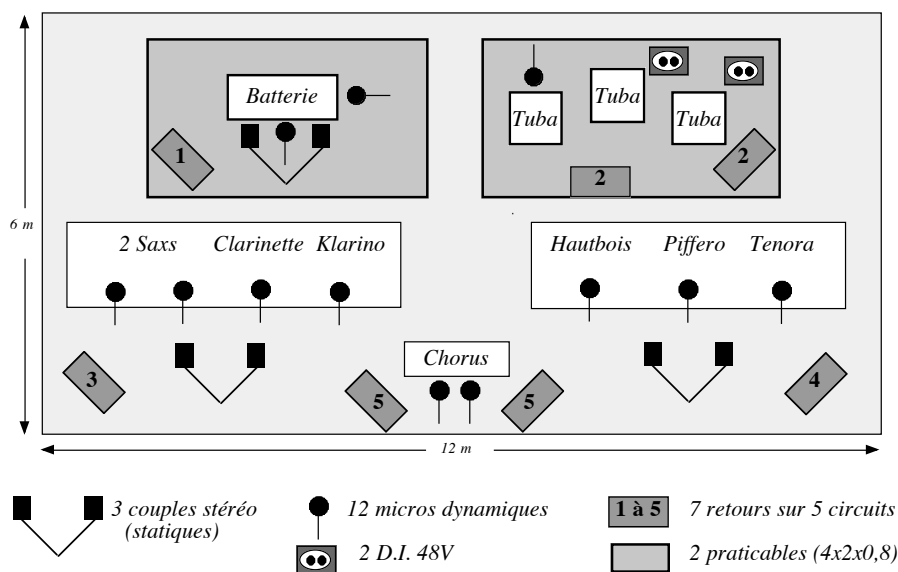 Batterie
Tuba
Tuba
Tuba
1
2
2
6 m
2 Saxs Clarinette Klarino
Hautbois Piffero Tenora
Chorus
3
5
5
4
12 m
3 couples stéréo
(statiques)
12 micros dynamiques
2 D.I. 48V
1 à 5
7 retours sur 5 circuits
2 praticables (4x2x0,8)